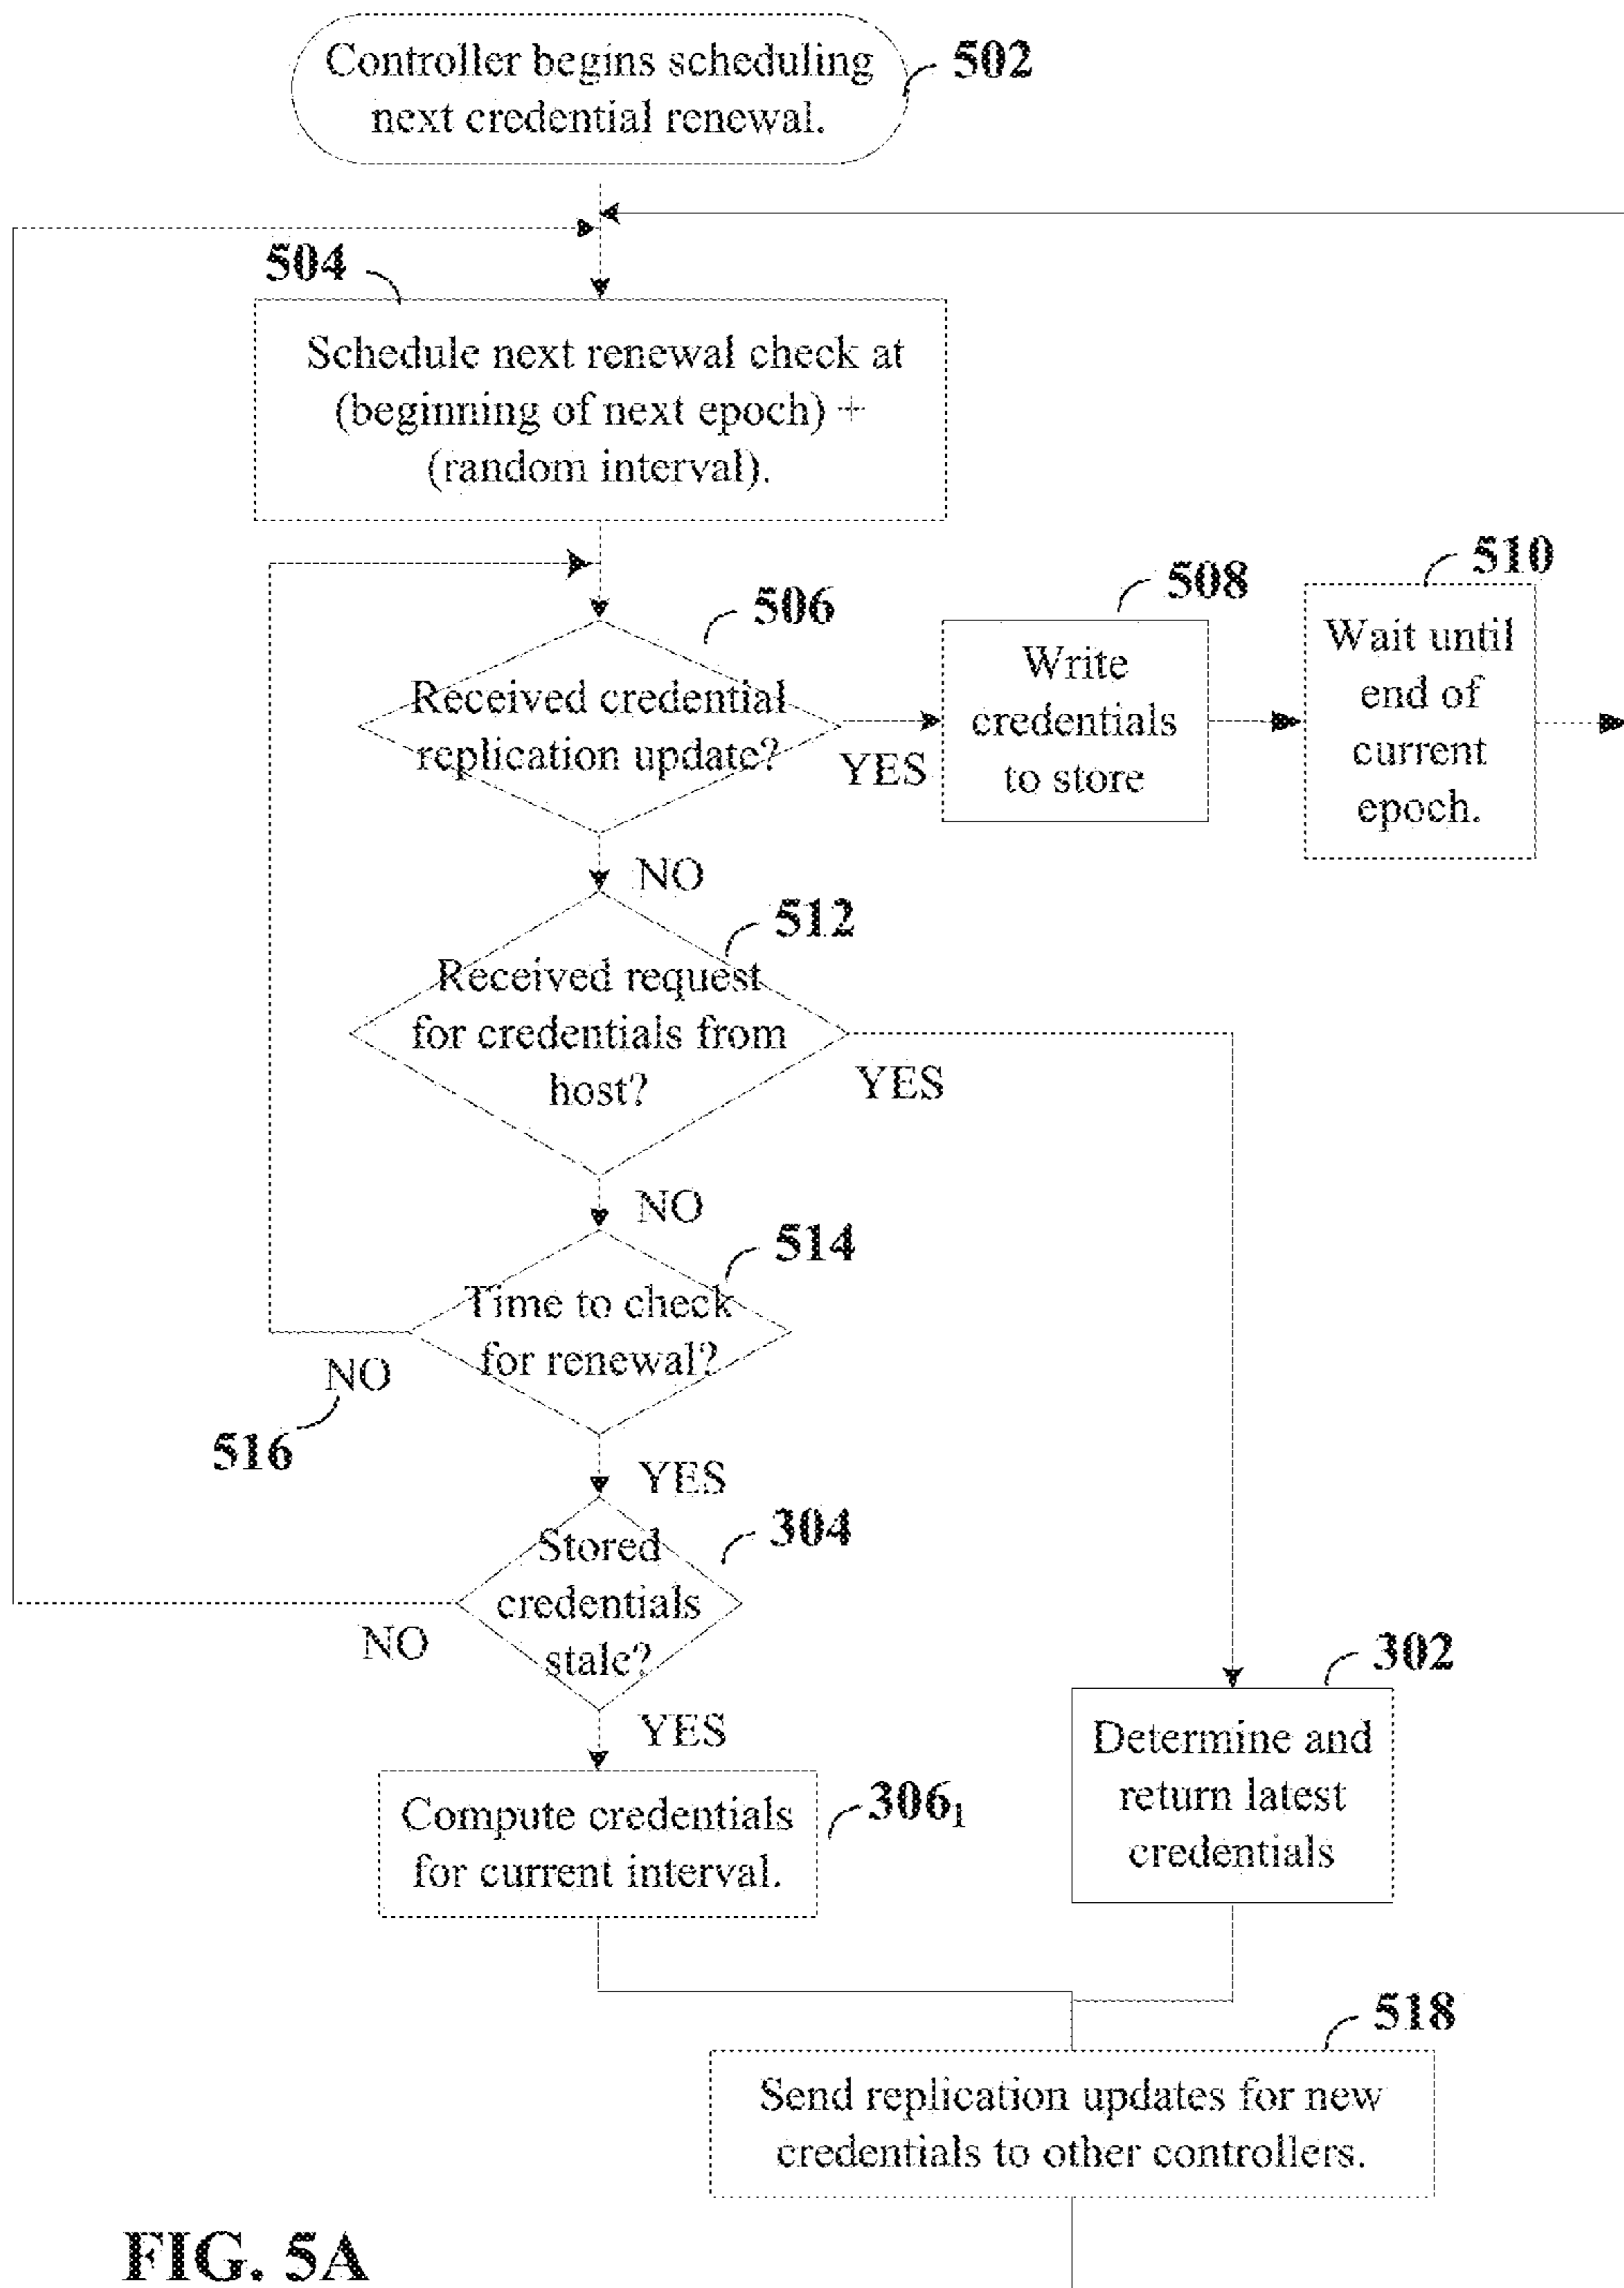 Controller begins scheduling
next credential renewal.
502
504
Schedule next renewal check at
(beginning of next epoch) +
(random interval).
506
Received credential
replication update?
YES
508
Write
credentials
to store
510
Wait until
end of
current
epoch.
NO
512
Received request
for credentials from
host?
YES
NO
514
Time to check
for renewal?
NO
516
YES
304
Stored
credentials
stale?
NO
YES
302
Determine and
return latest
credentials
Compute credentials
for current interval.
306₁
518
Send replication updates for new
credentials to other controllers.
FIG. 5A